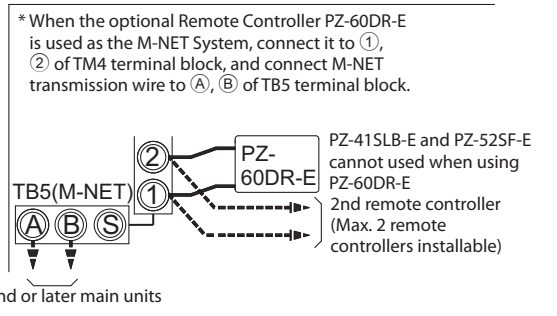 * When the optional Remote Controller PZ-60DR-E
is used as the M-NET System, connect it to ①,
② of TM4 terminal block, and connect M-NET
transmission wire to Ⓐ, Ⓑ of TB5 terminal block.
②
①
PZ-
60DR-E
PZ-41SLB-E and PZ-52SF-E
cannot used when using
PZ-60DR-E
2nd remote controller
(Max. 2 remote
controllers installable)
TB5(M-NET)
Ⓐ Ⓑ Ⓢ
or later main units